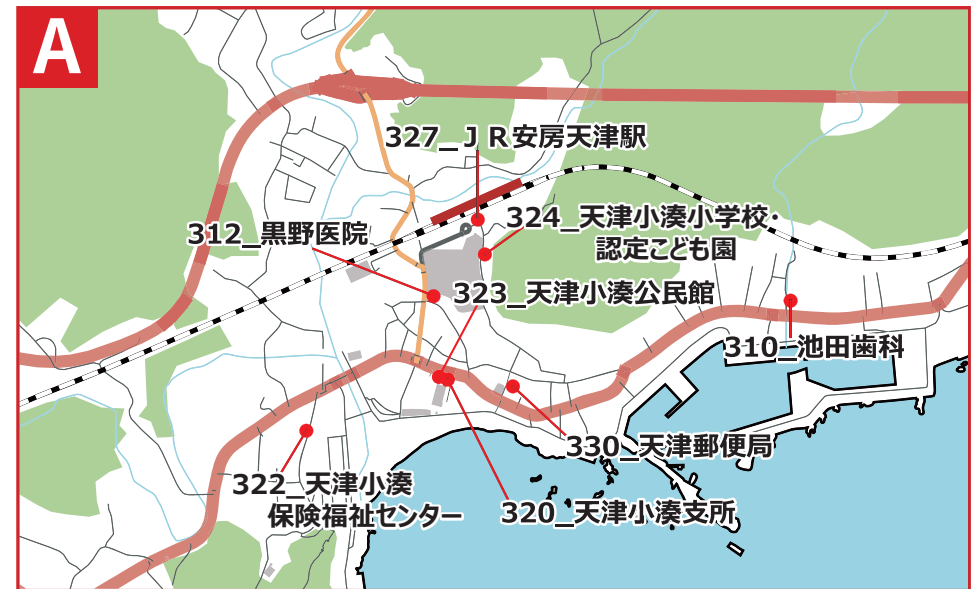 A
327_ＪＲ安房天津駅
324_天津小湊小学校・
認定こども園
312_黒野医院
323_天津小湊公民館
310_池田歯科
330_天津郵便局
322_天津小湊
保険福祉センター
320_天津小湊支所